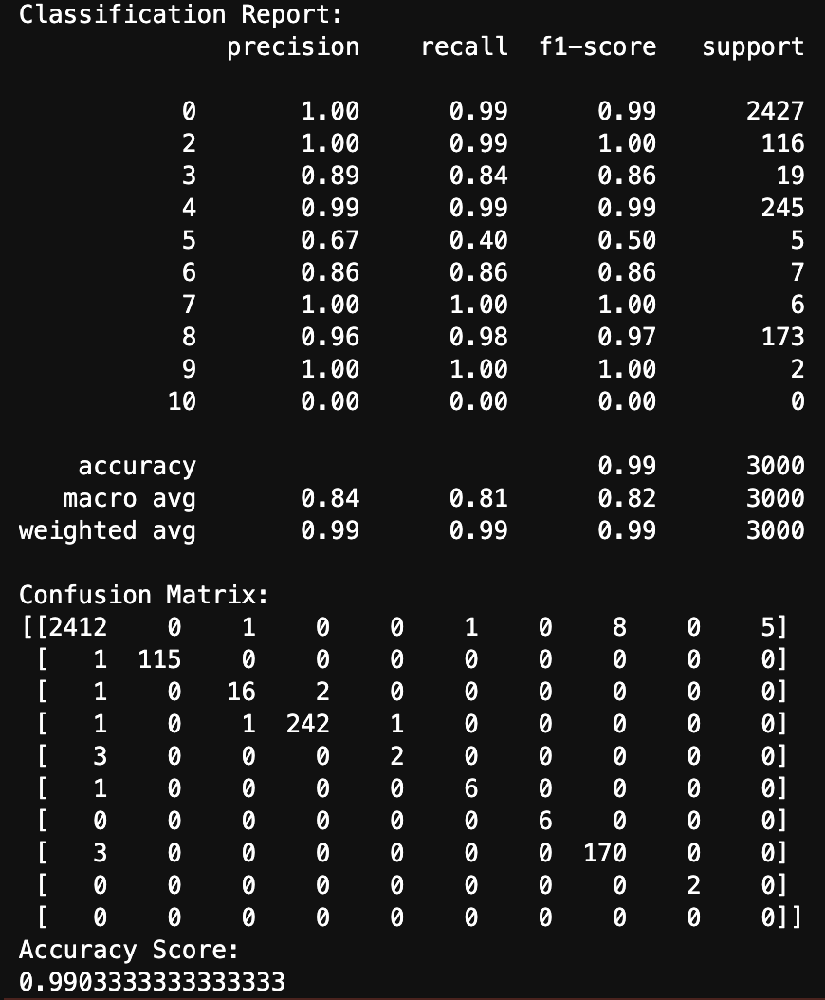 Classification Report:
precision recall f1-score support
0 1.00 0.99 0.99 2427
2 1.00 0.99 1.00 116
3 0.89 0.84 0.86 19
4 0.99 0.99 0.99 245
5 0.67 0.40 0.50 5
6 0.86 0.86 0.86 7
7 1.00 1.00 1.00 6
8 0.96 0.98 0.97 173
9 1.00 1.00 1.00 2
10 0.00 0.00 0.00 0
accuracy 0.99 3000
macro avg 0.84 0.81 0.82 3000
weighted avg 0.99 0.99 0.99 3000
Confusion Matrix:
[[2412 0 1 0 0 1 0 8 0 5]
[ 1 115 0 0 0 0 0 0 0 0]
[ 1 0 16 2 0 0 0 0 0 0]
[ 1 0 1 242 1 0 0 0 0 0]
[ 3 0 0 0 2 0 0 0 0 0]
[ 1 0 0 0 0 6 0 0 0 0]
[ 0 0 0 0 0 0 6 0 0 0]
[ 3 0 0 0 0 0 0 170 0 0]
[ 0 0 0 0 0 0 0 0 2 0]
[ 0 0 0 0 0 0 0 0 0 0]]
Accuracy Score:
0.9903333333333333